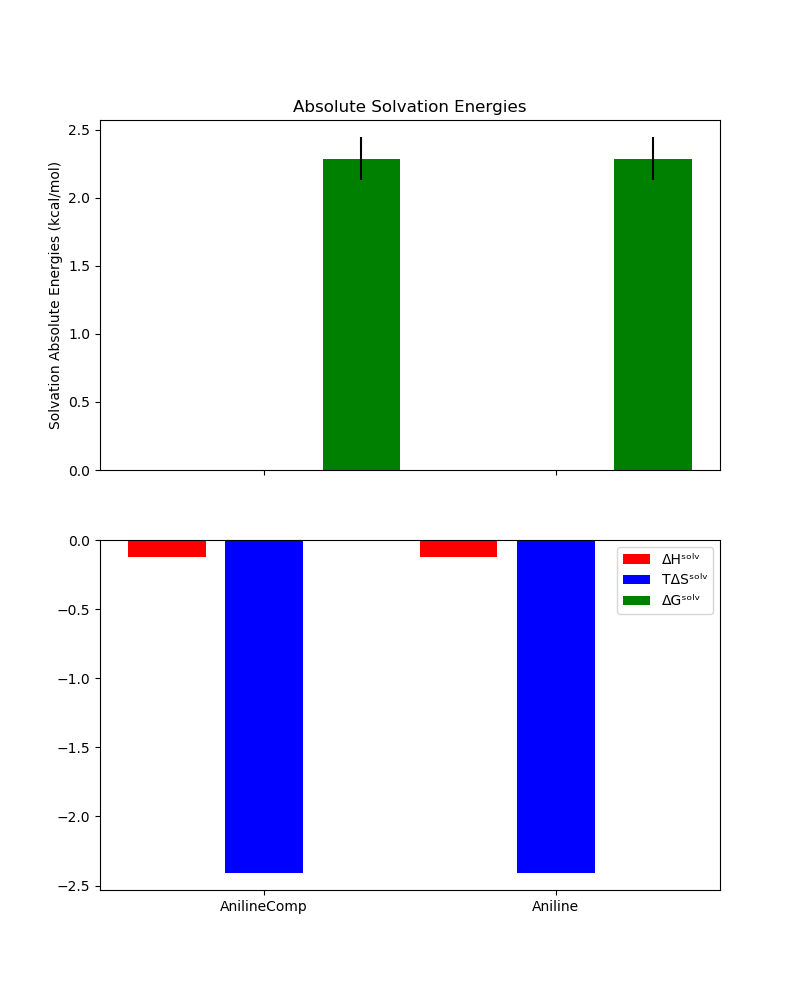 Absolute Solvation Energies
Solvation Absolute Energies (kcal/mol)
2.5
2.0
1.5
1.0
0.5
0.0
0.0
−0.5
−1.0
−1.5
−2.0
−2.5
ΔHˢᵒˡᵛ
TΔSˢᵒˡᵛ
ΔGˢᵒˡᵛ
AnilineComp
Aniline